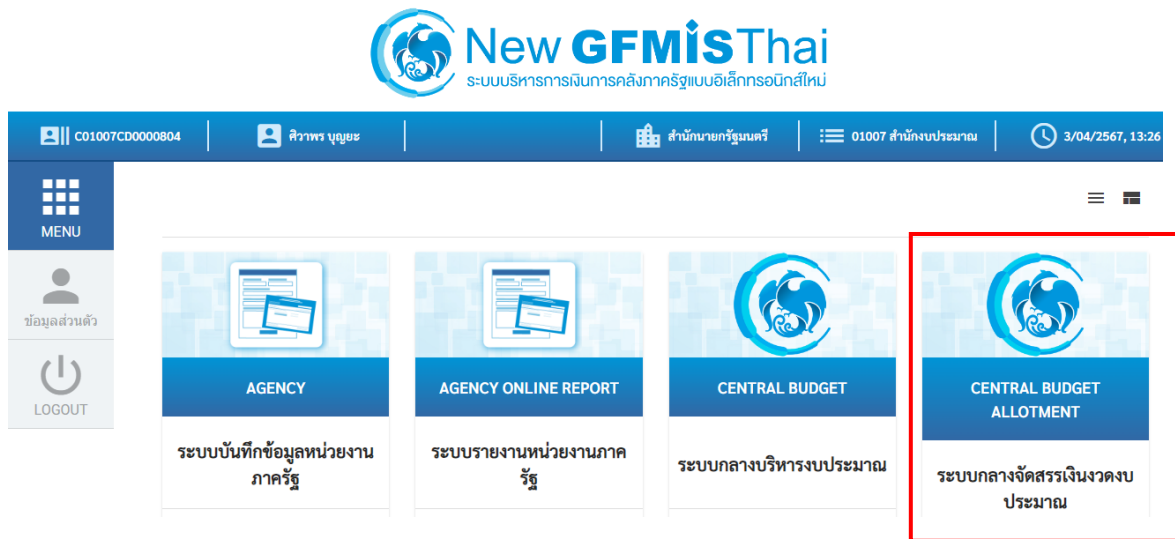 New GFMISThai
ระบบบริหารการเงินการคลังภาครัฐแบบอิเล็กทรอนิกส์ใหม่
C01007CD0000804
ศิวาพร บุญยะ
สำนักนายกรัฐมนตรี
01007 สำนักงบประมาณ
3/04/2567, 13:26
MENU
ข้อมูลส่วนตัว
LOGOUT
AGENCY
ระบบบันทึกข้อมูลหน่วยงาน
ภาครัฐ
AGENCY ONLINE REPORT
ระบบรายงานหน่วยงานภาค
รัฐ
CENTRAL BUDGET
ระบบกลางบริหารงบประมาณ
CENTRAL BUDGET
ALLOTMENT
ระบบกลางจัดสรรเงินงวดงบ
ประมาณ